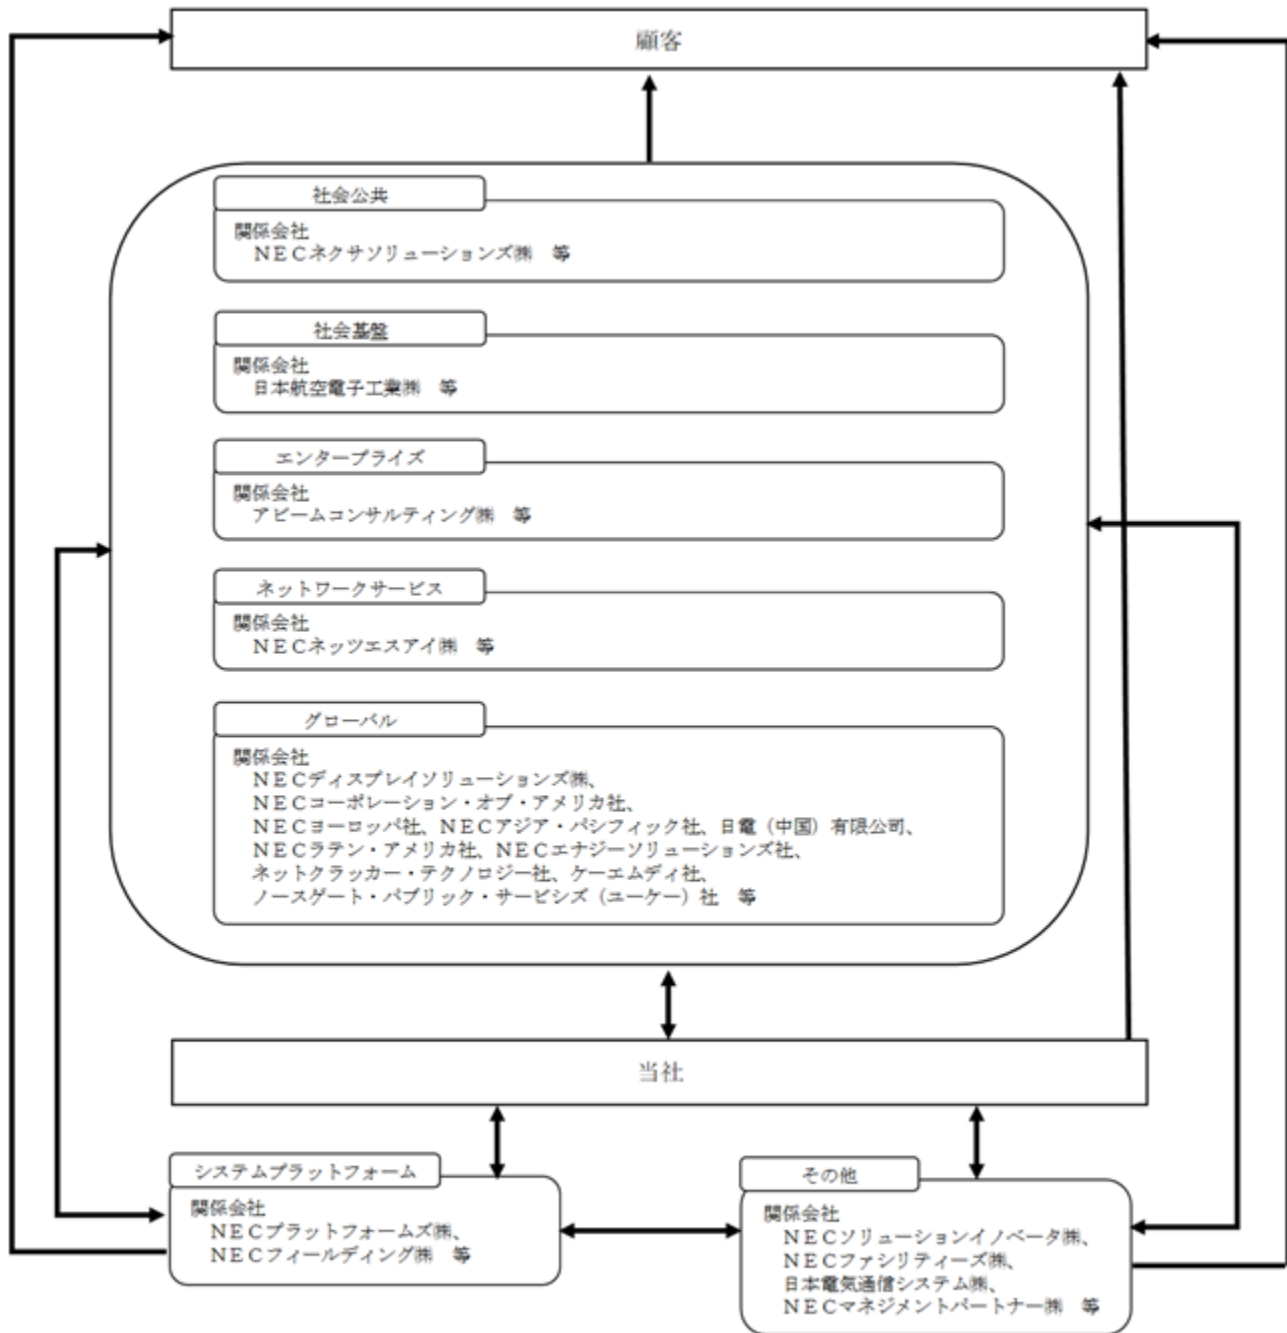 顧客
社会公共
関係会社
NECネクサソリューションズ㈱　等
社会基盤
関係会社
日本航空電子工業㈱　等
エンタープライズ
関係会社
アビームコンサルティング㈱　等
ネットワークサービス
関係会社
NECネッツエスアイ㈱　等
グローバル
関係会社
NECディスプレイソリューションズ㈱、
NECコーポレーション・オブ・アメリカ社、
NECヨーロッパ社、NECアジア・パシフィック社、日電（中国）有限公司、
NECラテン・アメリカ社、NECエナジーソリューションズ社、
ネットクラッカー・テクノロジー社、ケーエムディ社、
ノースゲート・パブリック・サービシズ（ユーケー）社　等
当社
システムプラットフォーム
関係会社
NECプラットフォームズ㈱、
NECフィールディング㈱　等
その他
関係会社
NECソリューションイノベータ㈱、
NECファシリティーズ㈱、
日本電気通信システム㈱、
NECマネジメントパートナー㈱　等